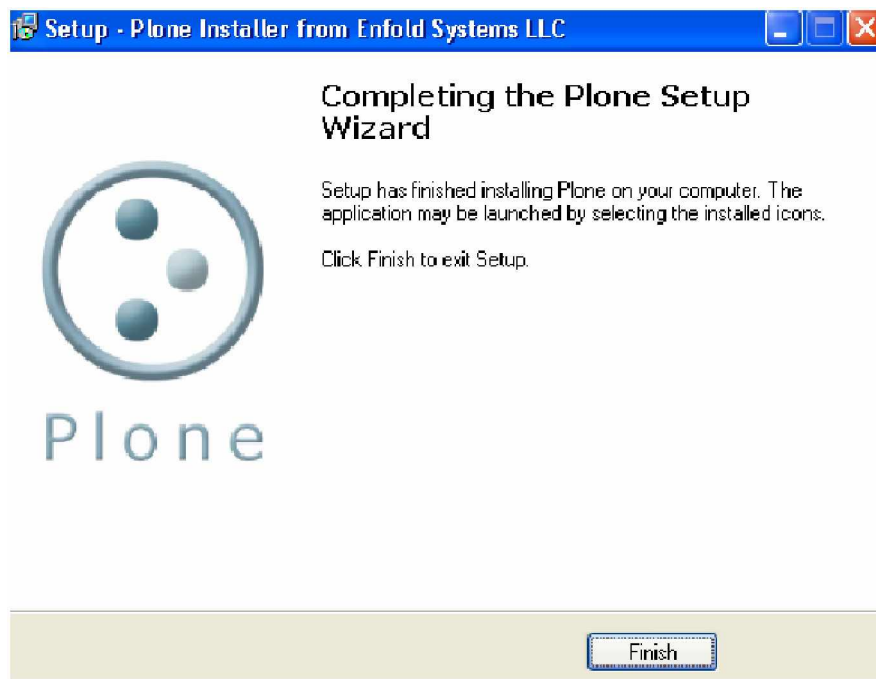 Setup - Plone Installer from Enfold Systems LLC
Completing the Plone Setup
Wizard
Setup has finished installing Plone on your computer. The
application may be launched by selecting the installed icons.
Click Finish to exit Setup.
Plone
Finish